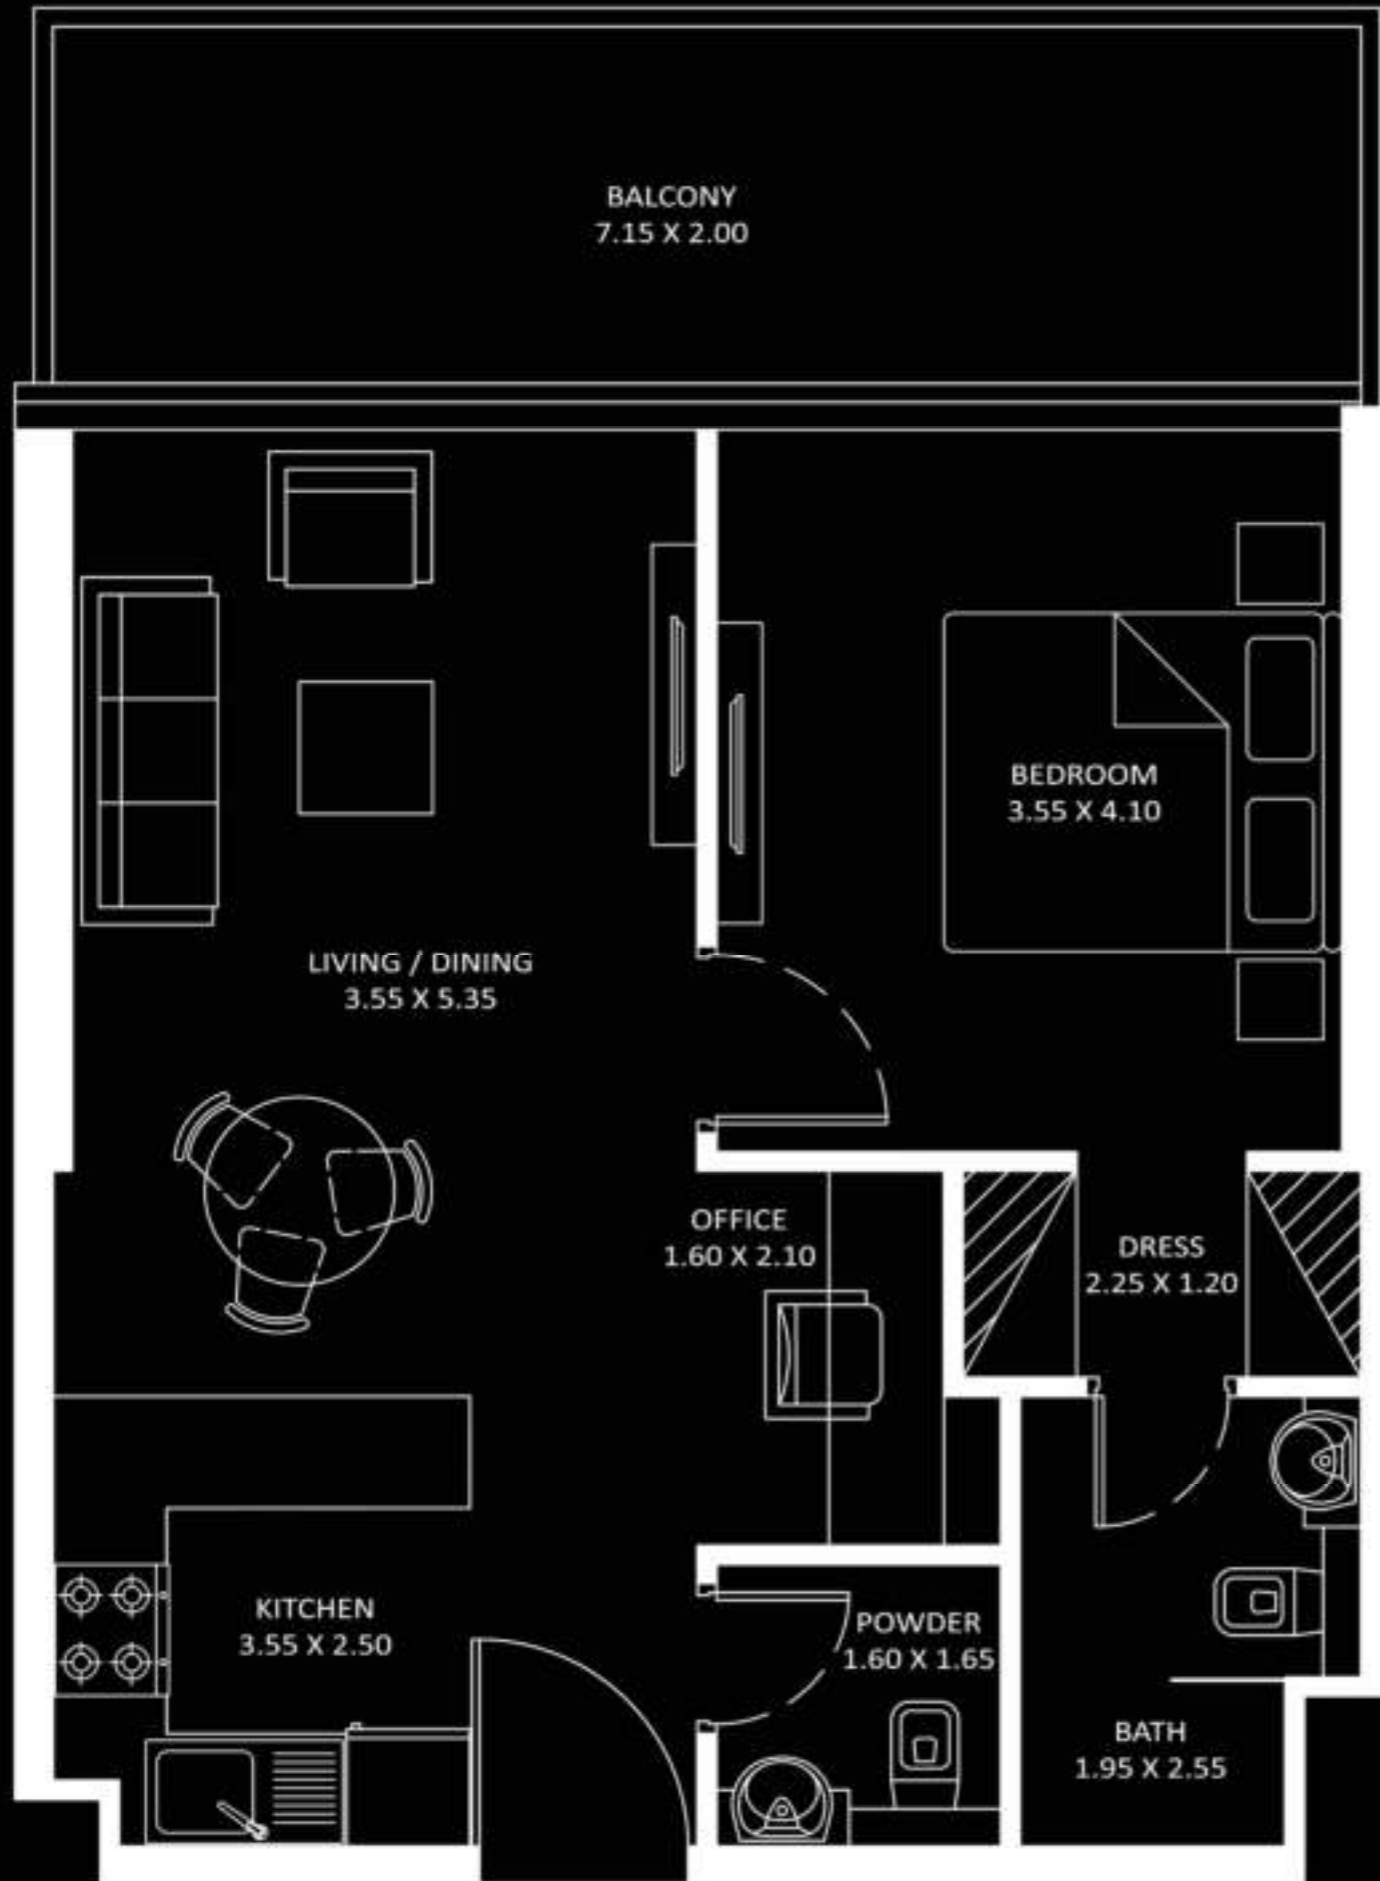 BALCONY
7.15 X 2.00
BEDROOM
3.55 X 4.10
LIVING / DINING
3.55 X 5.35
OFFICE
1.60 X 2.10
DRESS
2.25 X 1.20
KITCHEN
3.55 X 2.50
POWDER
1.60 X 1.65
BATH
1.95 X 2.55